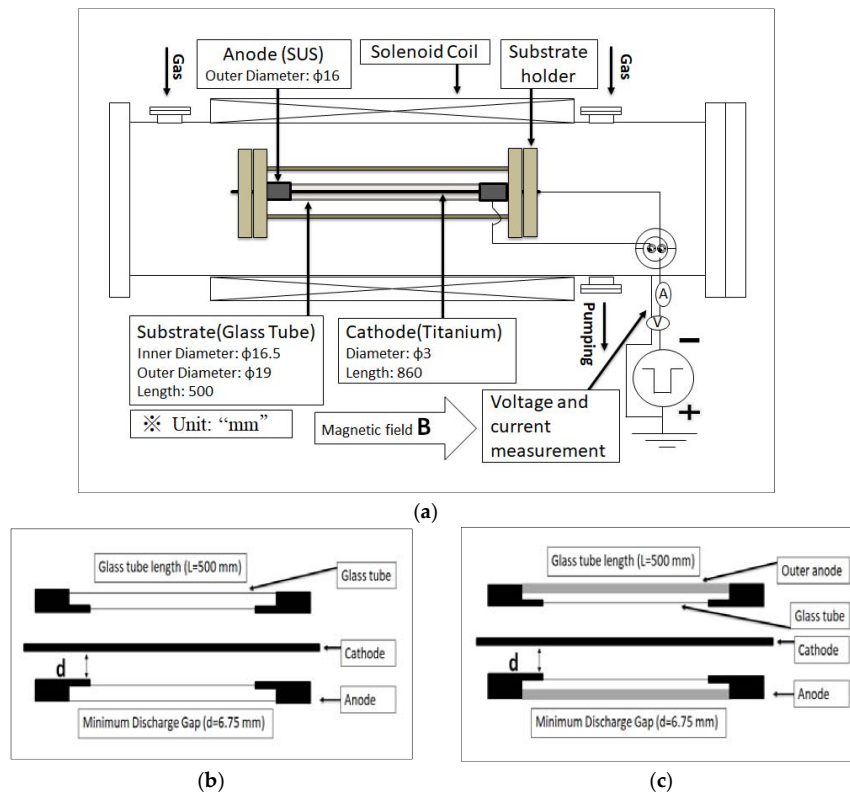 Gas
Anode (SUS)
Outer Diameter: ϕ16
Solenoid Coil
Substrate
holder
Gas
A
V
Substrate(Glass Tube)
Inner Diameter: ϕ16.5
Outer Diameter: ϕ19
Length: 500
Cathode(Titanium)
Diameter: ϕ3
Length: 860
Pumping
−
+
※ Unit: “mm”
Magnetic field B
Voltage and
current
measurement
(a)
Glass tube length (L=500 mm)
Glass tube
Cathode
d
Anode
Minimum Discharge Gap (d=6.75 mm)
(b)
Glass tube length (L=500 mm)
Outer anode
Glass tube
Cathode
d
Anode
Minimum Discharge Gap (d=6.75 mm)
(c)